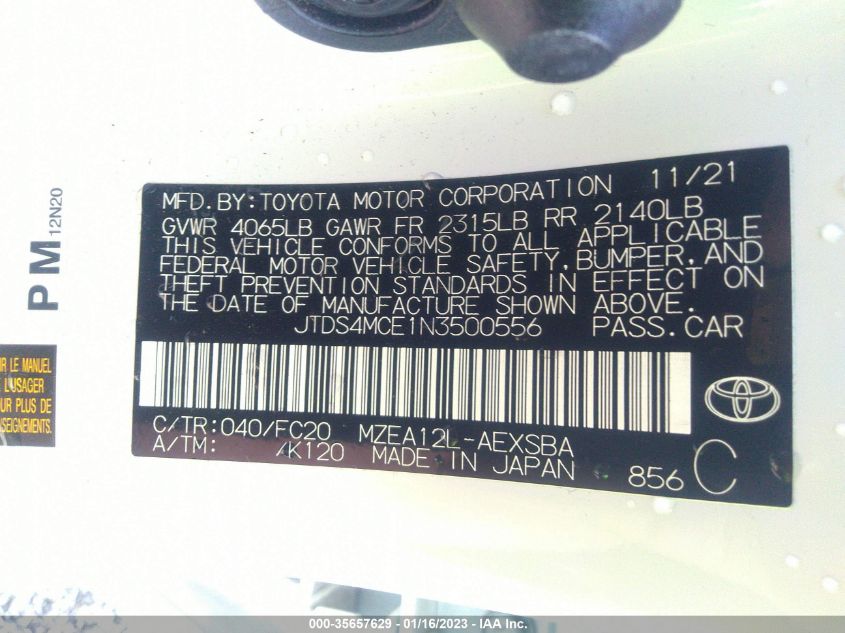 PM 12N20
MFD.BY:TOYOTA MOTOR CORPORATION 11/21
GVWR 4065LB GAWR FR 2315LB RR 2140LB
THIS VEHICLE CONFORMS TO ALL APPLICABLE
FEDERAL MOTOR VEHICLE SAFETY,BUMPER,AND
THEFT PREVENTION STANDARDS IN EFFECT ON
THE DATE OF MANUFACTURE SHOWN ABOVE.
JTDS4MCE1N3500556 PASS.CAR
C/TR:040/FC20 MZEA12L-AEXSBA
A/TM: /K120 MADE IN JAPAN
856 C
LE MANUEL
L'USAGER
PLUS DE
000-35657629 - 01/16/2023 - IAA Inc.